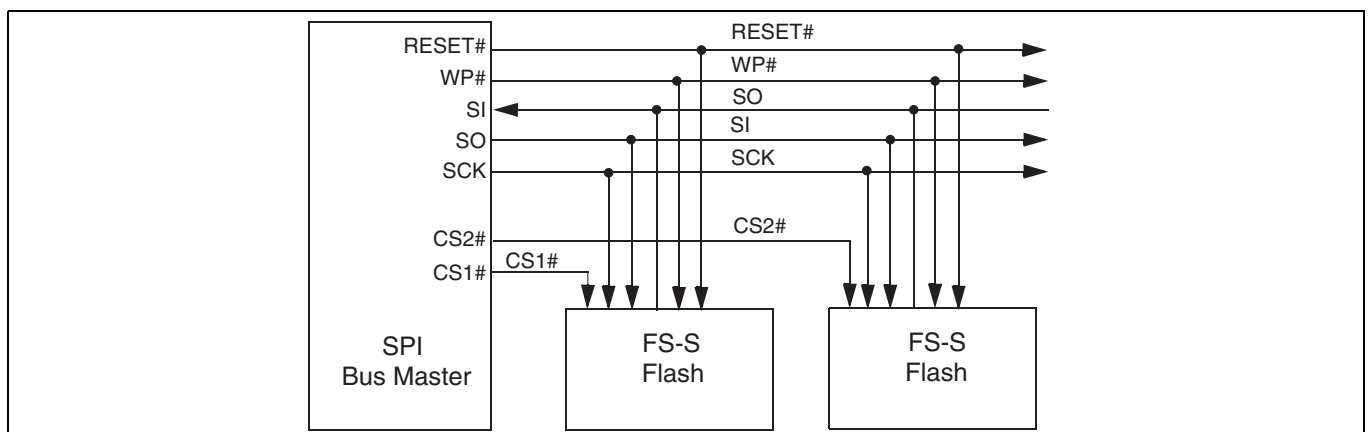 RESET#
RESET#
WP#
WP#
SI
SO
SO
SI
SCK
SCK
CS2#
CS2#
CS1#
CS1#
SPI
Bus Master
FS-S
Flash
FS-S
Flash